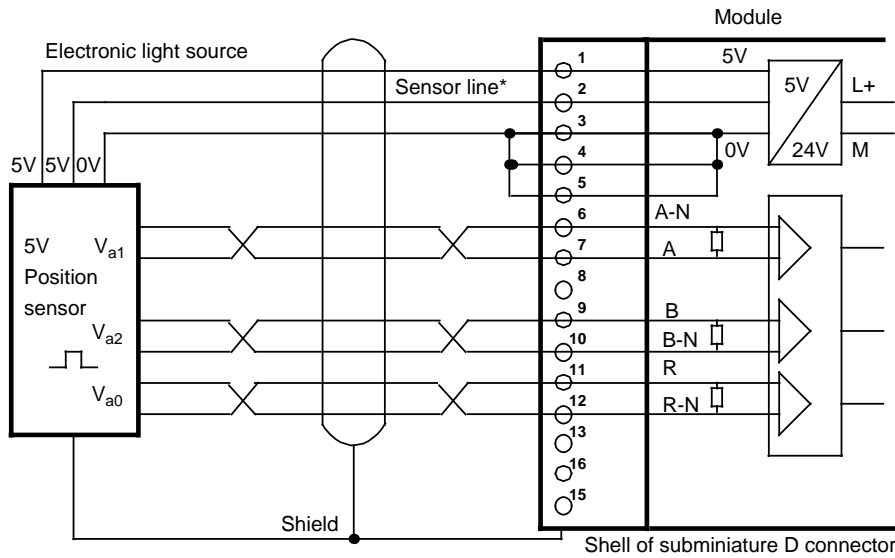 Module
Electronic light source
1
5V
Sensor line*
2
5V
L+
3
5V 5V 0V
4
0V
24V
M
5
6
A-N
5V
Va1
7
A
Position
8
sensor
9
B
Va2
10
B-N
11
R
Va0
12
R-N
13
16
15
Shield
Shell of subminiature D connector